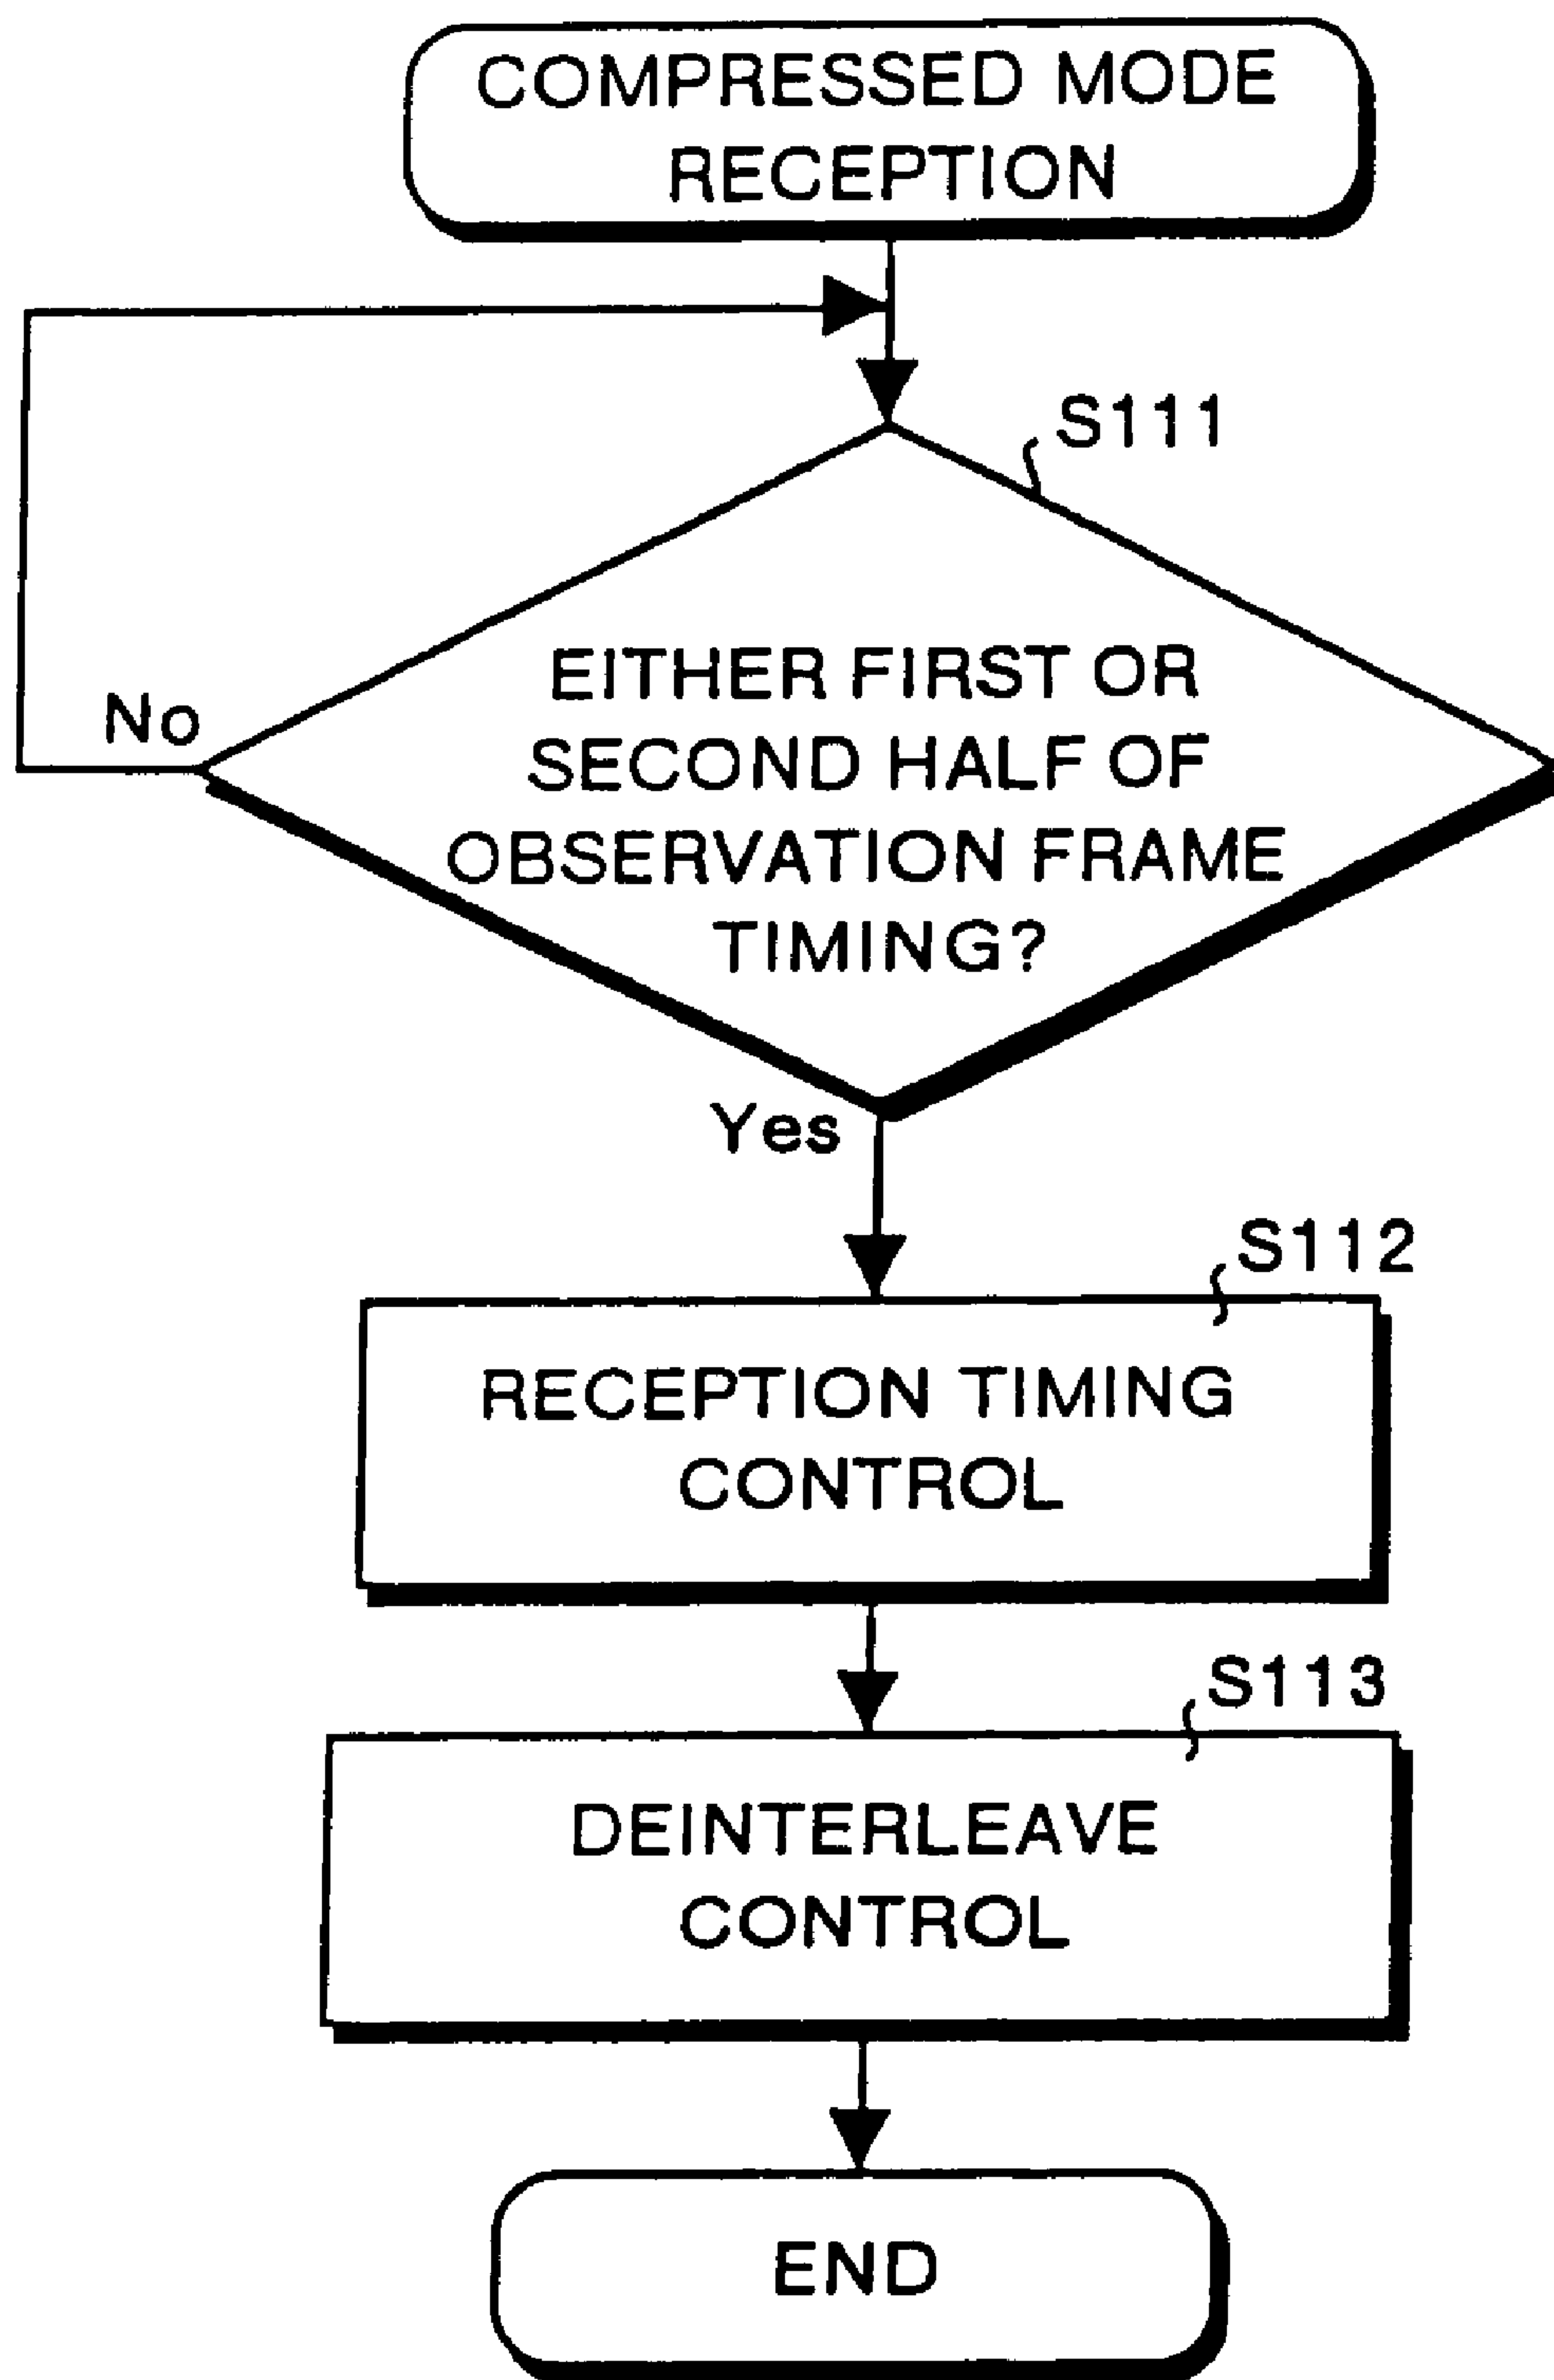 COMPRESSED MODE
RECEPTION
S111
EITHER FIRST OR
No
SECOND HALF OF
OBSERVATION FRAME
TIMING?
Yes
S112
RECEPTION TIMING
CONTROL
S113
DEINTERLEAVE
CONTROL
END